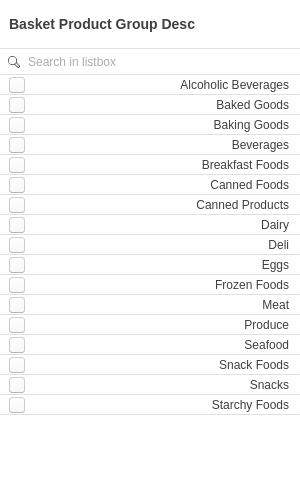 Basket Product Group Desc
Search in listbox
Alcoholic Beverages
Baked Goods
Baking Goods
Beverages
Breakfast Foods
Canned Foods
Canned Products
Dairy
Deli
Eggs
Frozen Foods
Meat
Produce
Seafood
Snack Foods
Snacks
Starchy Foods